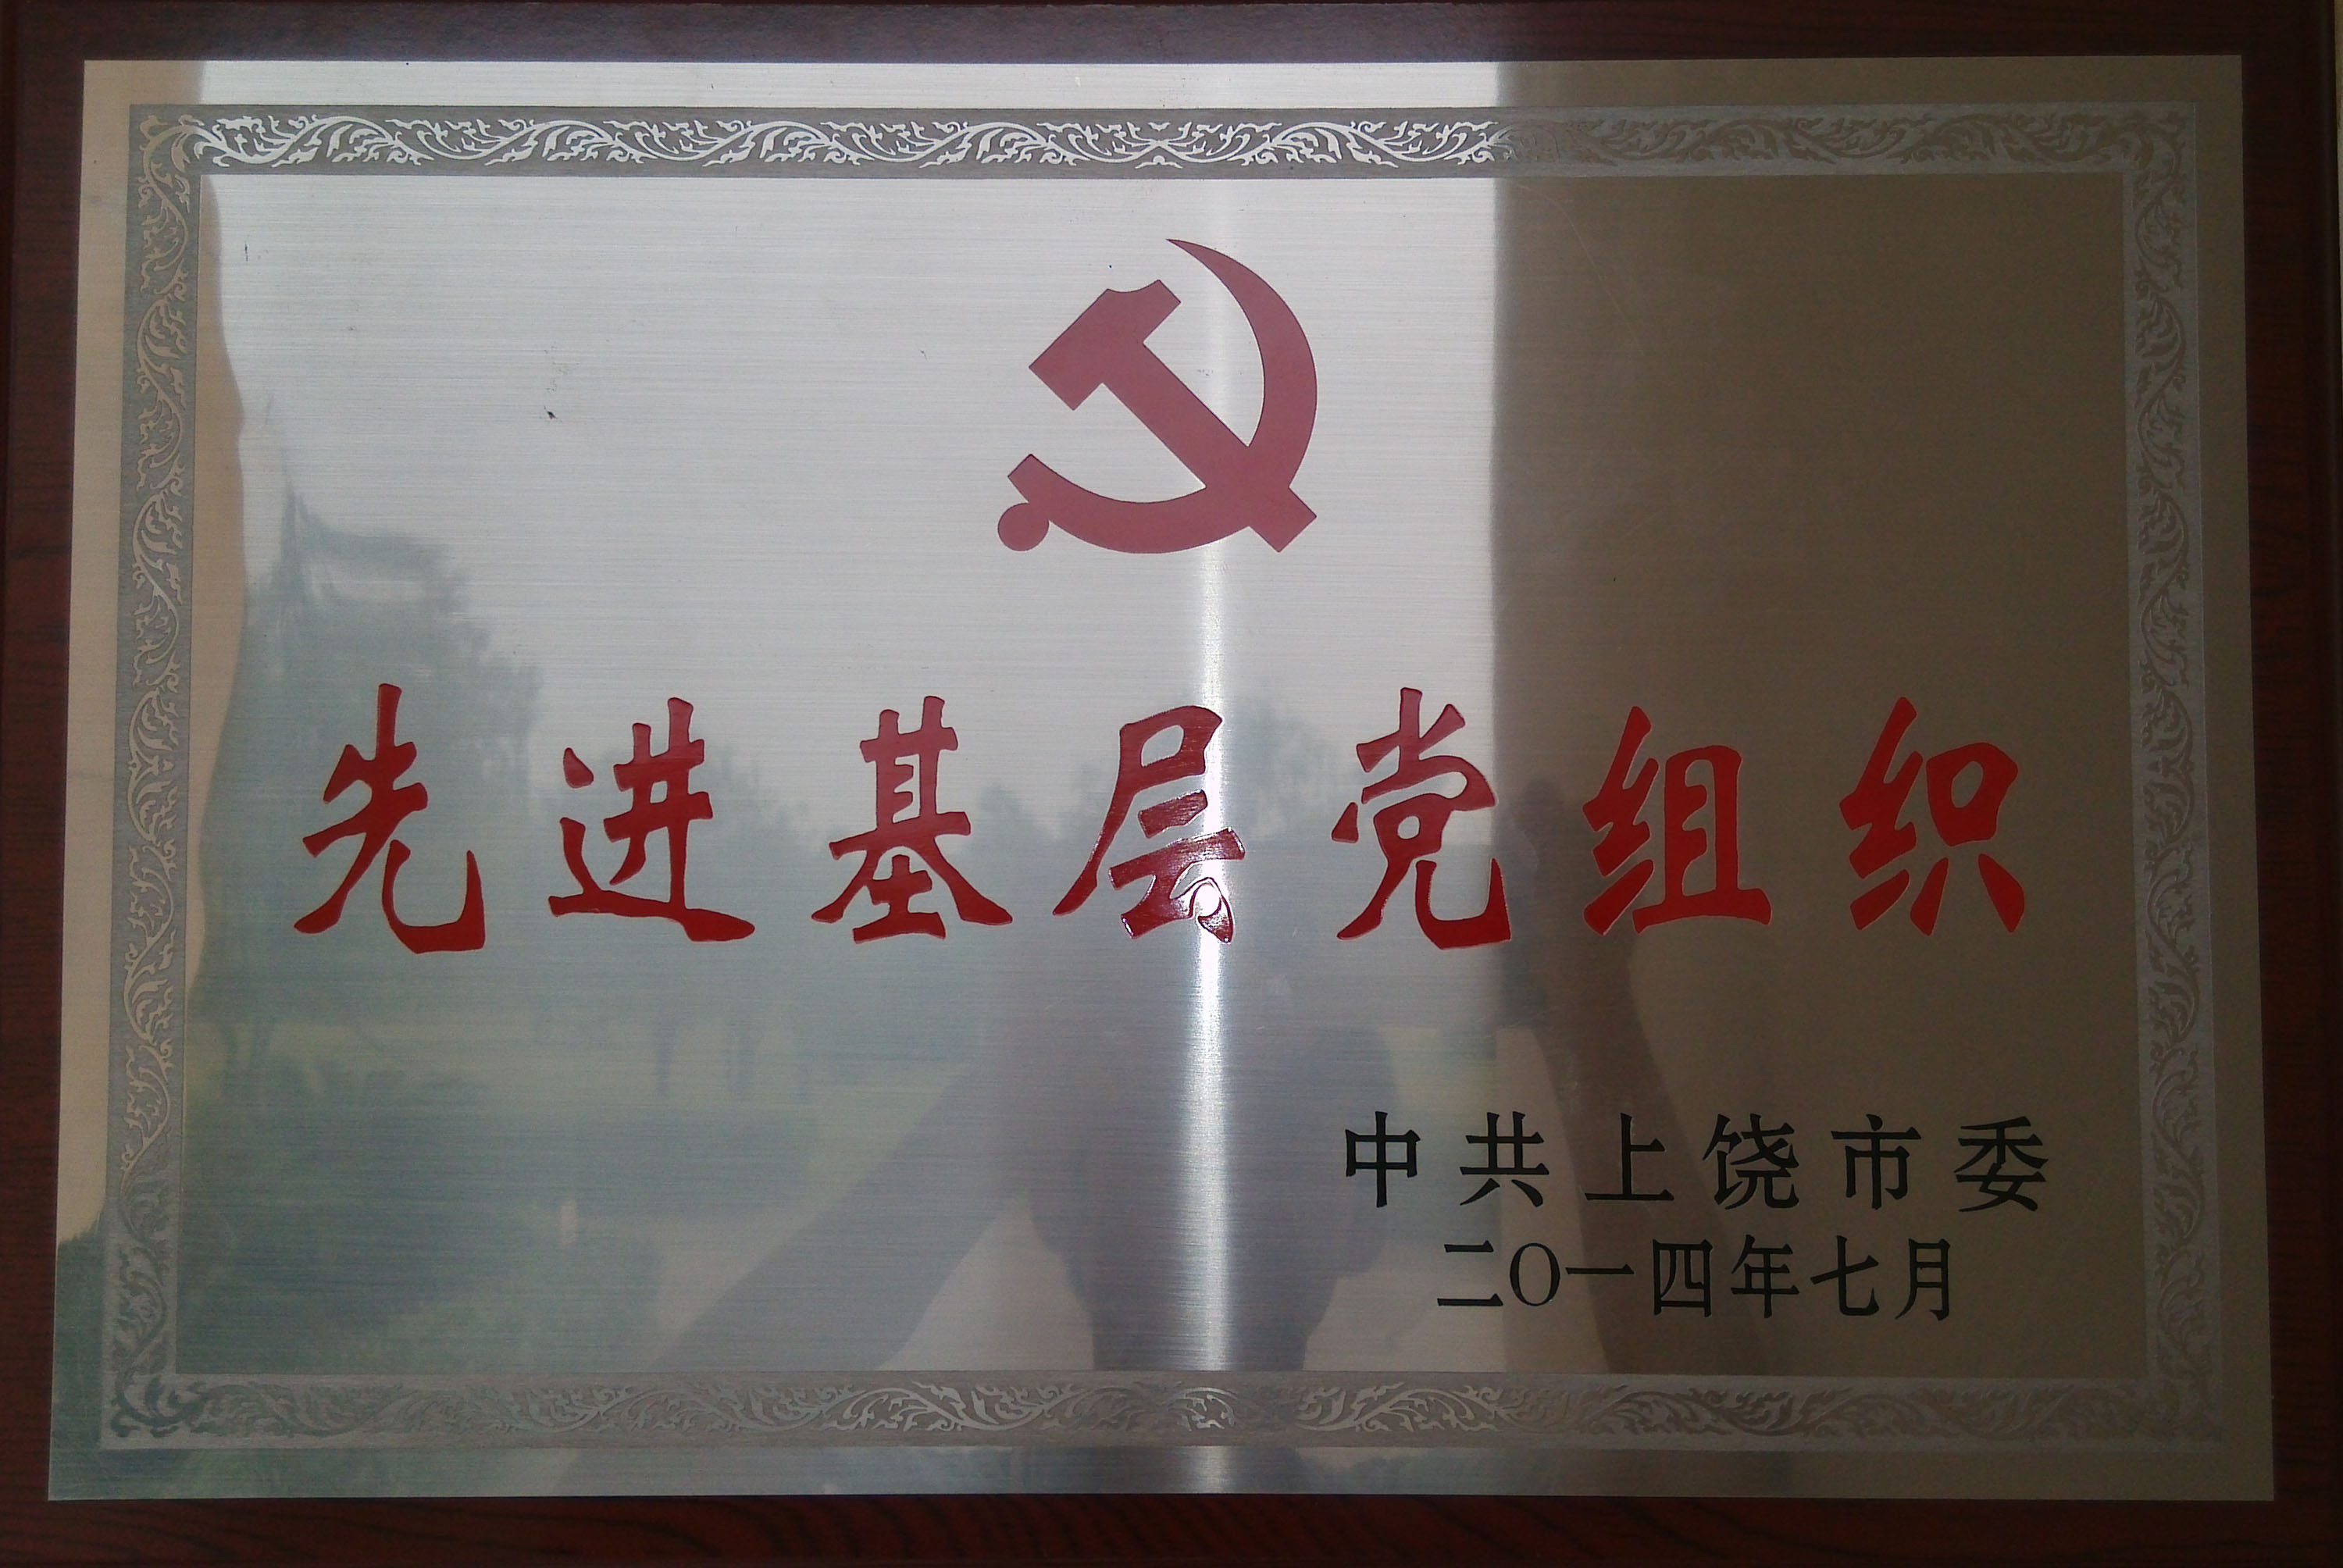 先进基层党组织
中共上饶市委
二〇一四年七月